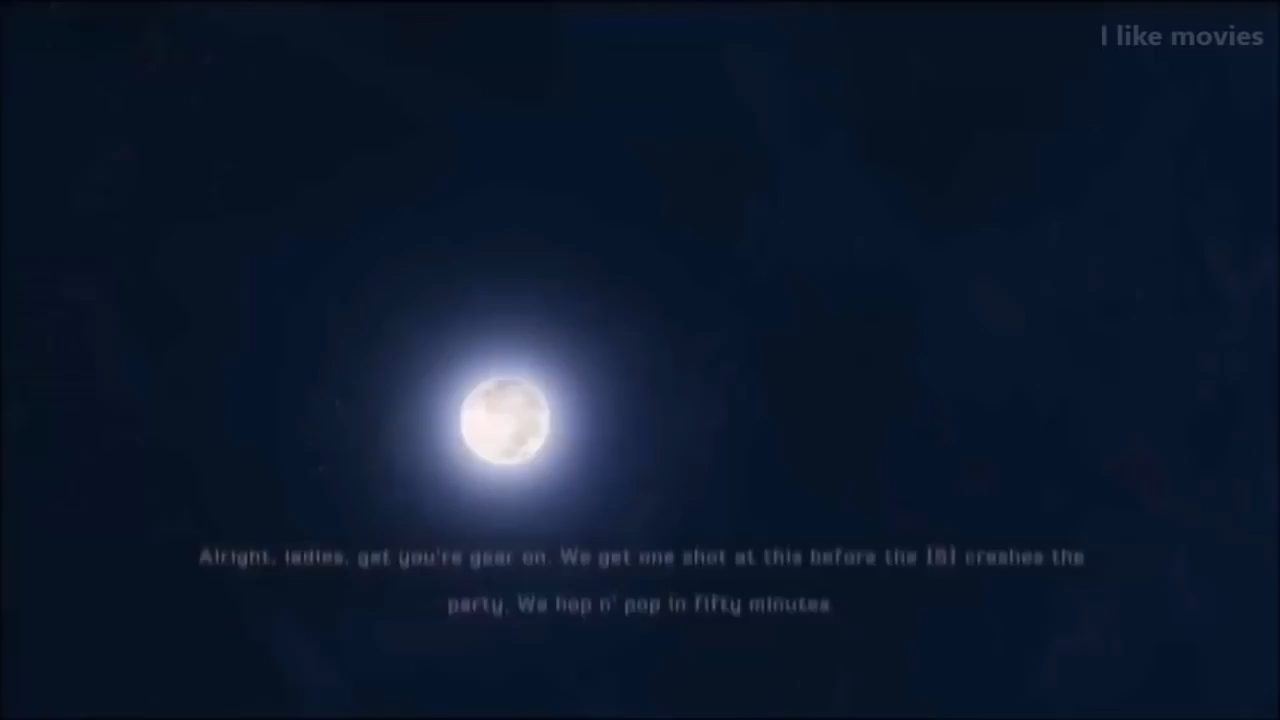 I like movies
Alright, ladies, get you're gear on. We get one shot at this before the ISI crashes the
party. We hop n' pop in fifty minutes